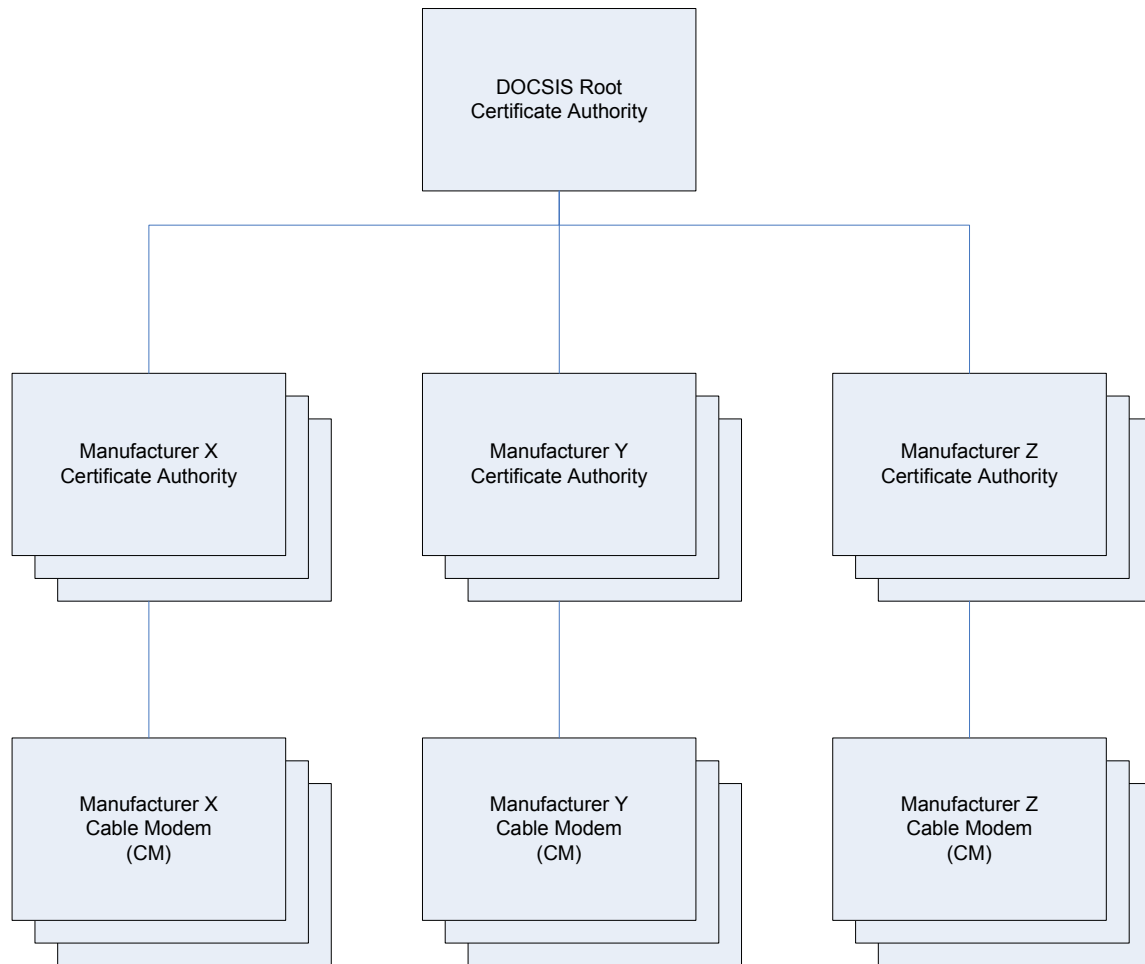 DOCSIS Root
Certificate Authority
Manufacturer X
Certificate Authority
Manufacturer Y
Certificate Authority
Manufacturer Z
Certificate Authority
Manufacturer X
Cable Modem
(CM)
Manufacturer Y
Cable Modem
(CM)
Manufacturer Z
Cable Modem
(CM)